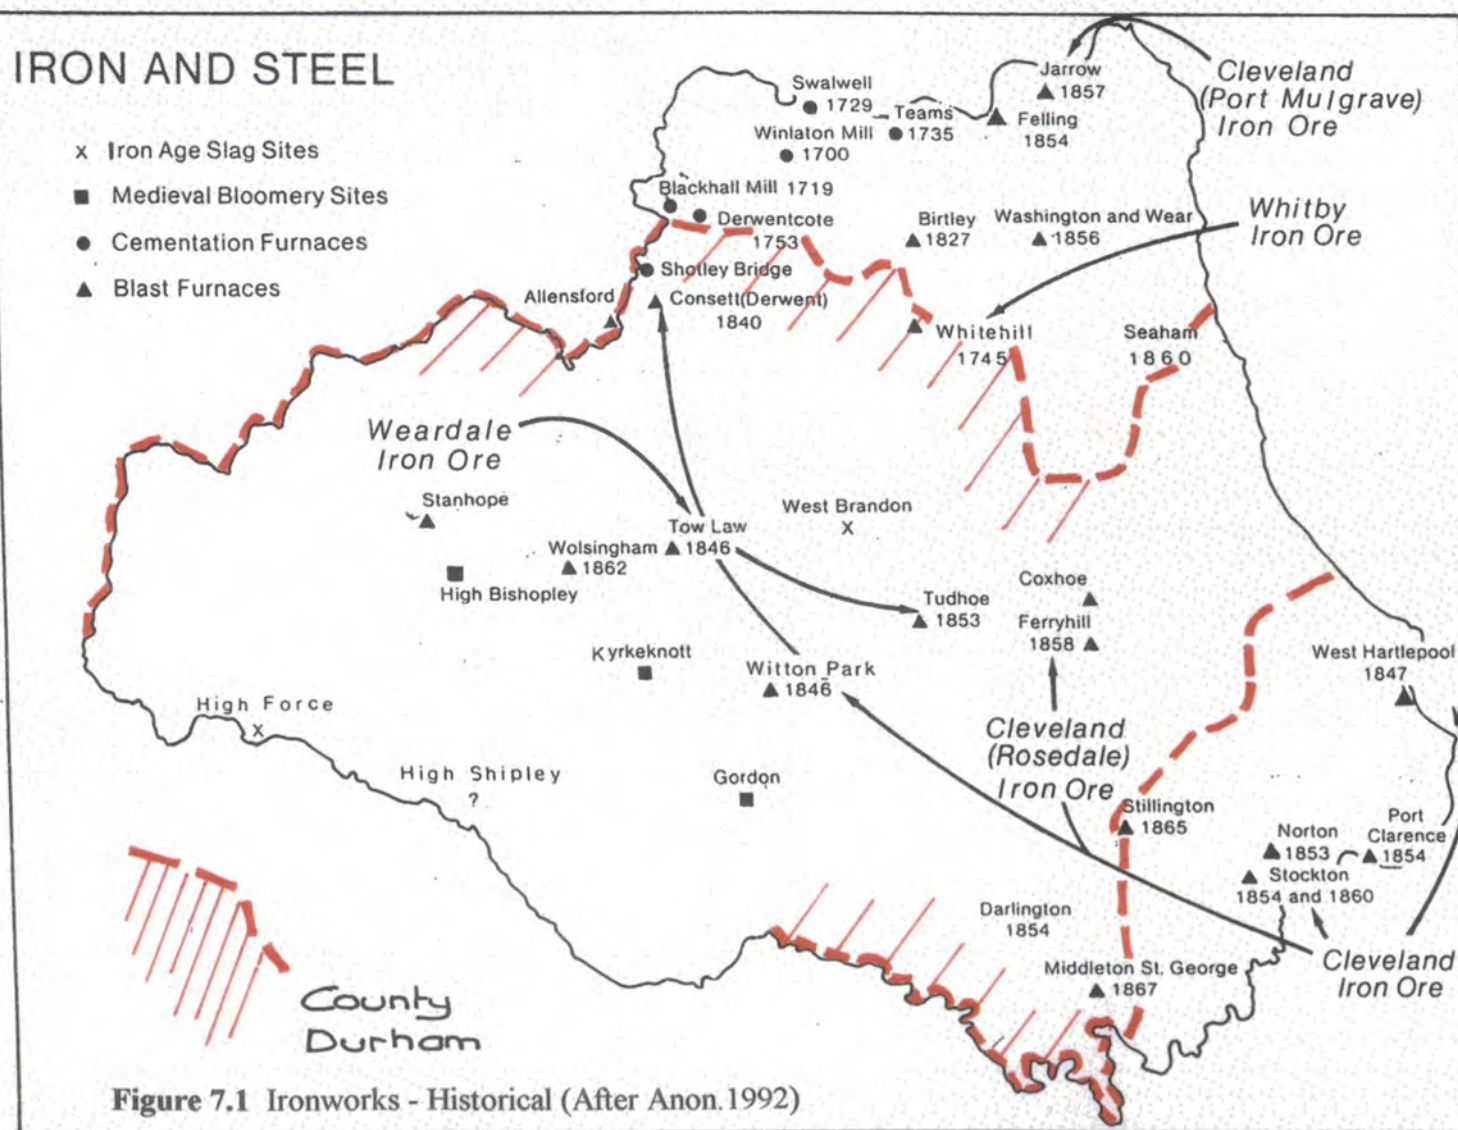 IRON AND STEEL
x Iron Age Slag Sites
■ Medieval Bloomery Sites
● Cementation Furnaces
▲ Blast Furnaces
Swalwell
1729
Teams
1735
Winlaton Mill
1700
Jarrow
1857
Felling
1854
Cleveland
(Port Mulgrave)
Iron Ore
Blackhall Mill 1719
Derwentcote
1753
Birtley
1827
Washington and Wear
1856
Whitby
Iron Ore
Shotley Bridge
Allensford
Consett(Derwent)
1840
Whitehill
1745
Seaham
1860
Weardale
Iron Ore
Stanhope
West Brandon
x
Tow Law
1846
Wolsingham
1862
High Bishopley
Coxhoe
Tudhoe
1853
Ferryhill
1858
Kyrkeknott
Witton Park
1846
West Hartlepool
1847
High Force
x
Cleveland
(Rosedale)
Iron Ore
High Shipley
?
Gordon
Stillington
1865
Norton
1853
Port
Clarence
1854
Stockton
1854 and 1860
Darlington
1854
Middleton St. George
1867
Cleveland
Iron Ore
County
Durham
Figure 7.1 Ironworks - Historical (After Anon.1992)